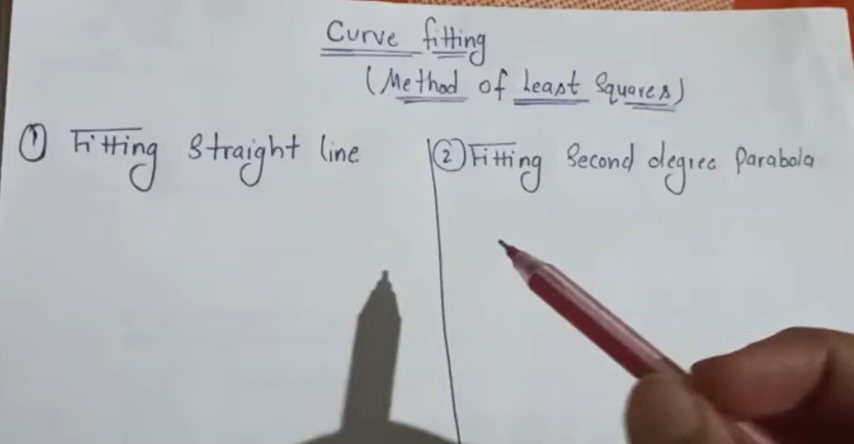 Curve fitting
(Method of Least Squares)
① Fitting Straight line
② Fitting Second degree Parabola